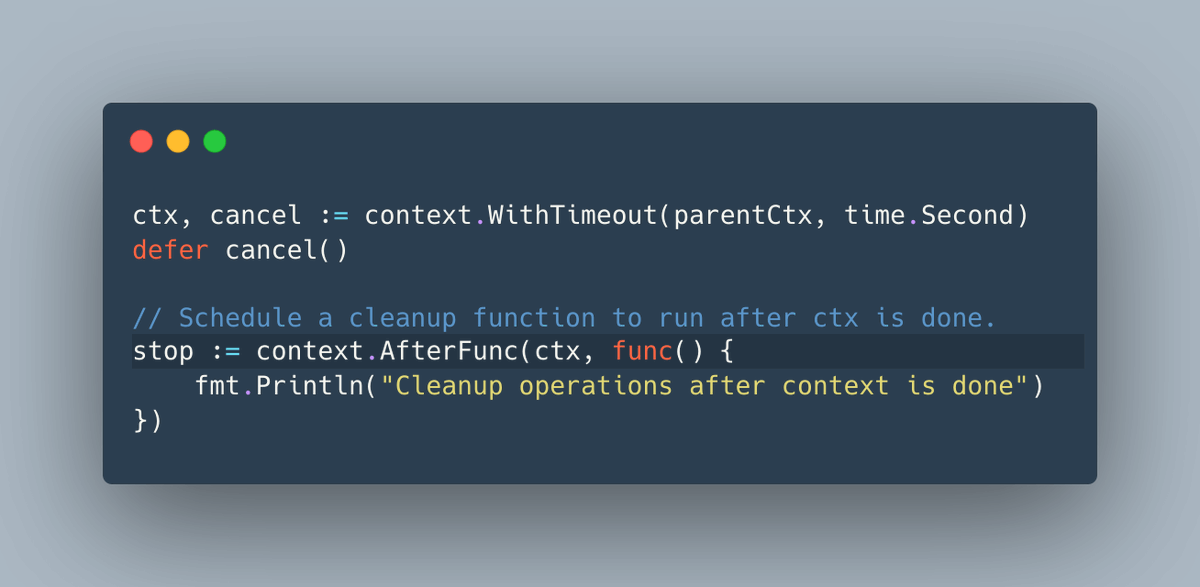 ctx, cancel := context.WithTimeout(parentCtx, time.Second)
defer cancel()

// Schedule a cleanup function to run after ctx is done.
stop := context.AfterFunc(ctx, func() {
    fmt.Println("Cleanup operations after context is done")
})